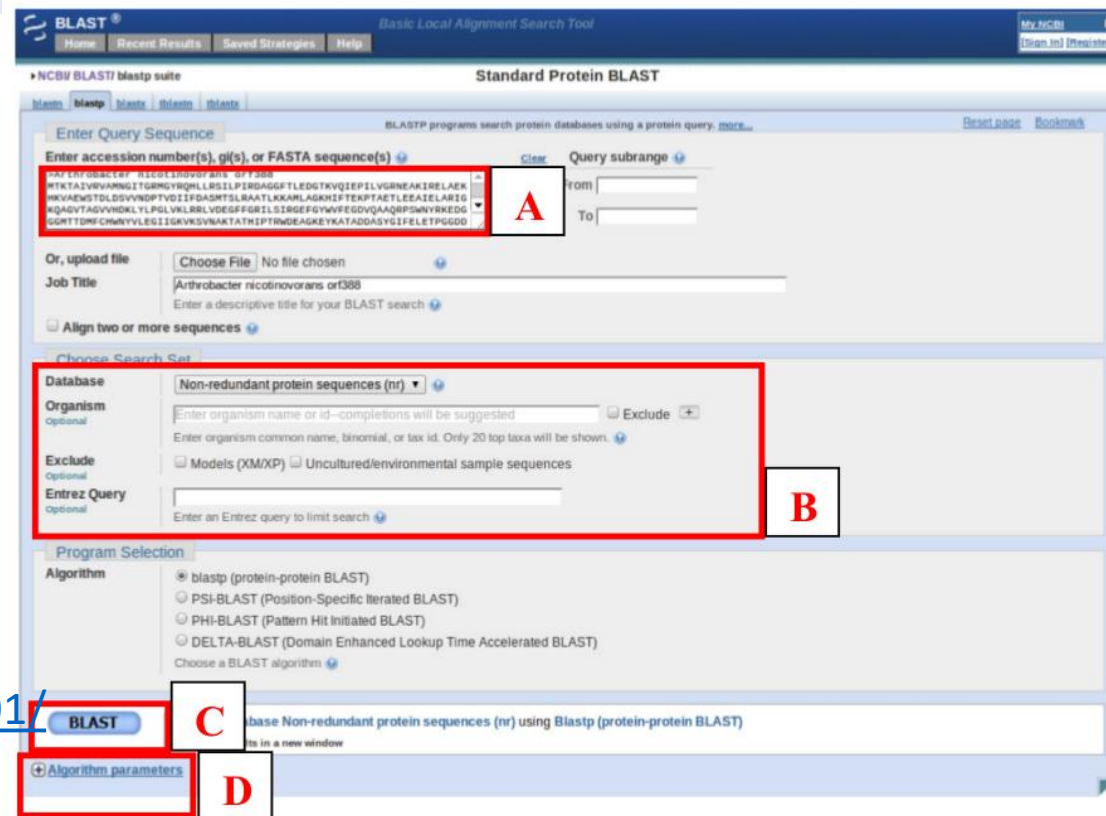 BLAST ® Basic Local Alignment Search Tool My NCBI
Home Recent Results Saved Strategies Help [Sign In] [Register
NCBI/ BLAST/ blastp suite Standard Protein BLAST
blastn blastp blastx tblastn tblastx
Enter Query Sequence BLASTP programs search protein databases using a protein query. more... Reset page Bookmark
Enter accession number(s), gi(s), or FASTA sequence(s) Clear Query subrange
>Arthrobacter nicotinovorans orf388
MTKTAIVRVAMNGITGRMGYRQHLLRSILPIRDAGGFTLEDGTKVQIEPILVGRNEAKIRELAEK
HKVAEWSTDLDSVVNDPTVDIIFDASMTSLRAATLKKAMLAGKHIFTEKPTAETLEEAIELARIG
KQAGVTAGVVHDKLYLPGLVKLRRLVDEGFFGRILSIRGEFGYWVFEGDVQAAQRPSWNYRKEDG
GGMTTDMFCHWNYVLEGIIGKVKSVNAKTATHIPTRWDEAGKEYKATADDASYGIFELETPGGDD
From
A
To
Or, upload file Choose File No file chosen
Job Title Arthrobacter nicotinovorans orf388
Enter a descriptive title for your BLAST search
Align two or more sequences
Choose Search Set
Database Non-redundant protein sequences (nr)
Organism Enter organism name or id--completions will be suggested Exclude +
Optional
Enter organism common name, binomial, or tax id. Only 20 top taxa will be shown.
Exclude Models (XM/XP) Uncultured/environmental sample sequences
Optional
B
Entrez Query
Optional
Enter an Entrez query to limit search
Program Selection
Algorithm blastp (protein-protein BLAST)
PSI-BLAST (Position-Specific Iterated BLAST)
PHI-BLAST (Pattern Hit Initiated BLAST)
DELTA-BLAST (Domain Enhanced Lookup Time Accelerated BLAST)
Choose a BLAST algorithm
1/ BLAST C Non-redundant protein sequences (nr) using Blastp (protein-protein BLAST)
in a new window
Algorithm parameters
D